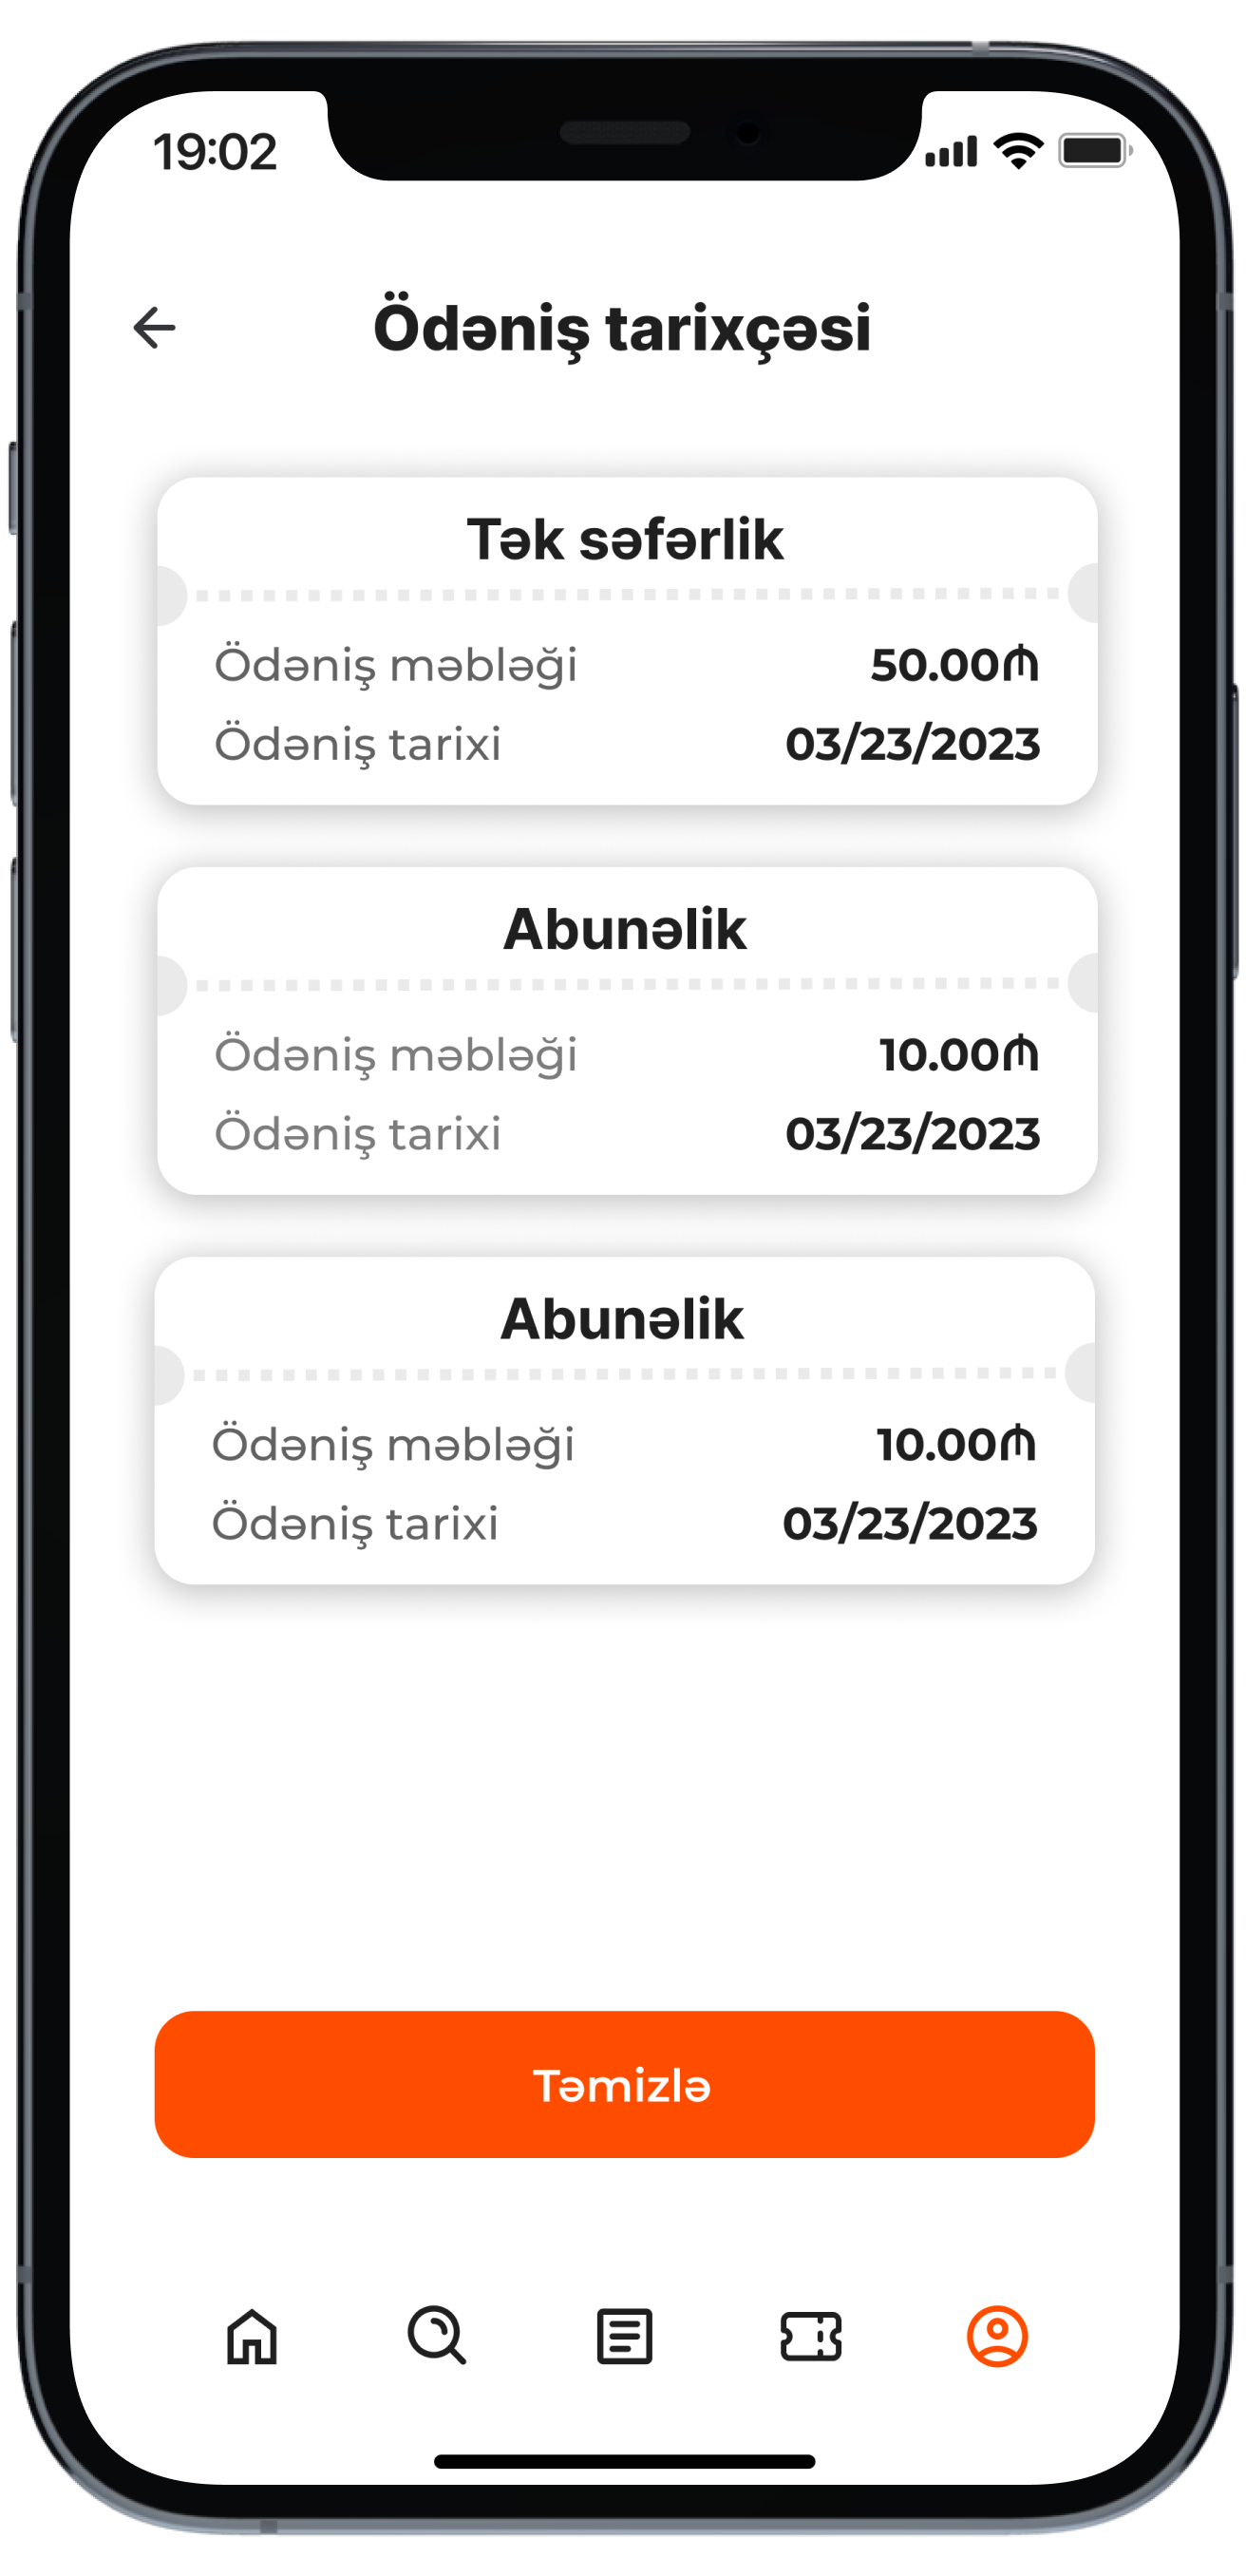 19:02
Ödəniş tarixçəsi
Tək səfərlik
Ödəniş məbləği 50.00₼
Ödəniş tarixi 03/23/2023
Abunəlik
Ödəniş məbləği 10.00₼
Ödəniş tarixi 03/23/2023
Abunəlik
Ödəniş məbləği 10.00₼
Ödəniş tarixi 03/23/2023
Təmizlə